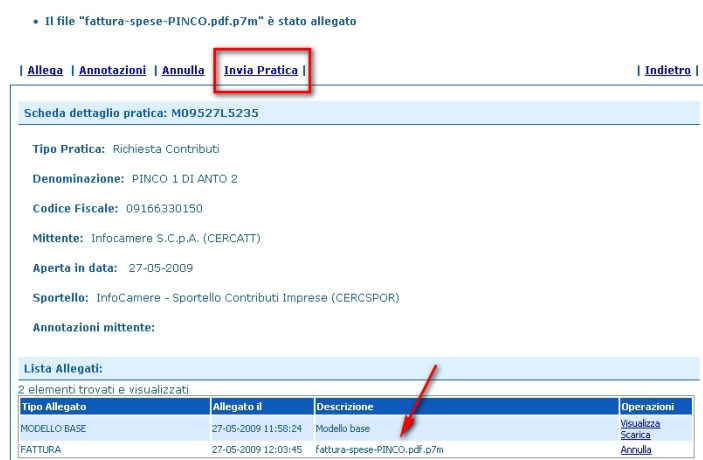 • Il file "fattura-spese-PINCO.pdf.p7m" è stato allegato
| Allega | Annotazioni | Annulla | Invia Pratica | | Indietro |
Scheda dettaglio pratica: M09527L5235
Tipo Pratica: Richiesta Contributi
Denominazione: PINCO 1 DI ANTO 2
Codice Fiscale: 09166330150
Mittente: Infocamere S.C.p.A. (CERCATT)
Aperta in data: 27-05-2009
Sportello: InfoCamere - Sportello Contributi Imprese (CERCSPOR)
Annotazioni mittente:
Lista Allegati:
2 elementi trovati e visualizzati
Tipo Allegato Allegato il Descrizione Operazioni
MODELLO BASE 27-05-2009 11:58:24 Modello base Visualizza
Scarica
FATTURA 27-05-2009 12:03:45 fattura-spese-PINCO.pdf.p7m Annulla